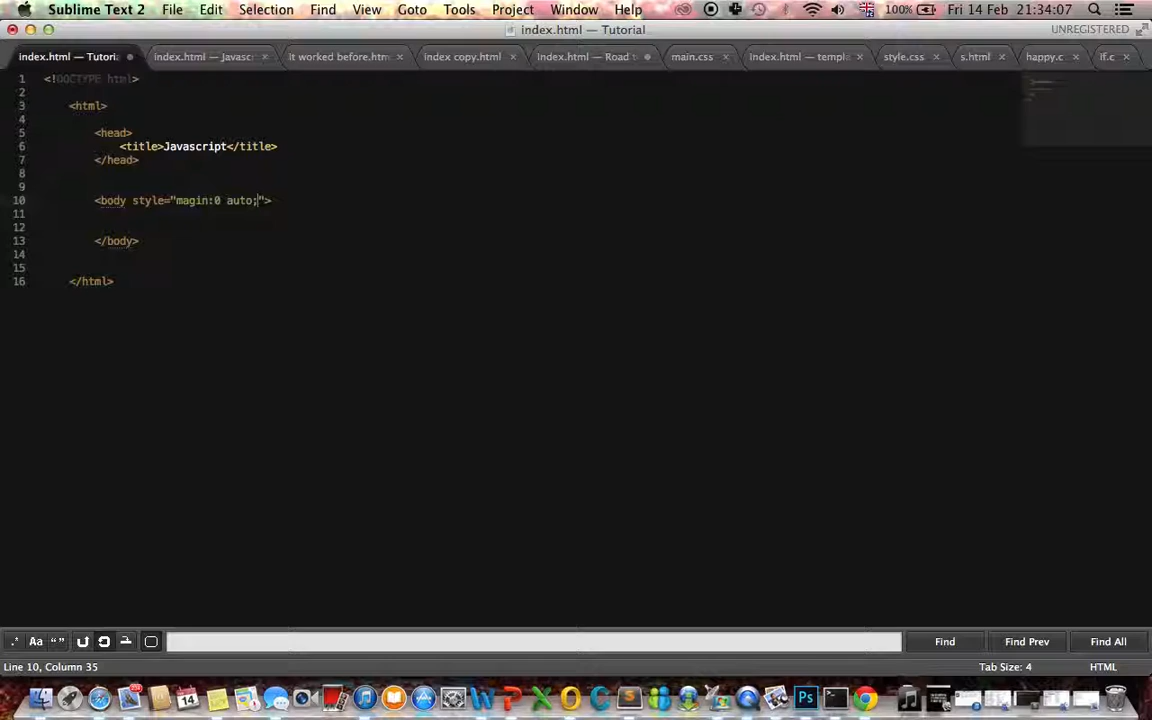 Sublime Text 2 File Edit Selection Find View Goto Tools Project Window Help 100% Fri 14 Feb 21:34:07
index.html — Tutorial UNREGISTERED
index.html — Tutoria index.html — Javasc it worked before.htm index copy.html index.html — Road t main.css index.html — templa style.css s.html happy.c if.c
1 <!DOCTYPE html>
2
3 <html>
4
5 <head>
6 <title>Javascript</title>
7 </head>
8
9
10 <body style="magin:0 auto;">
11
12
13 </body>
14
15
16 </html>
.* Aa “” Find Find Prev Find All
Line 10, Column 35 Tab Size: 4 HTML